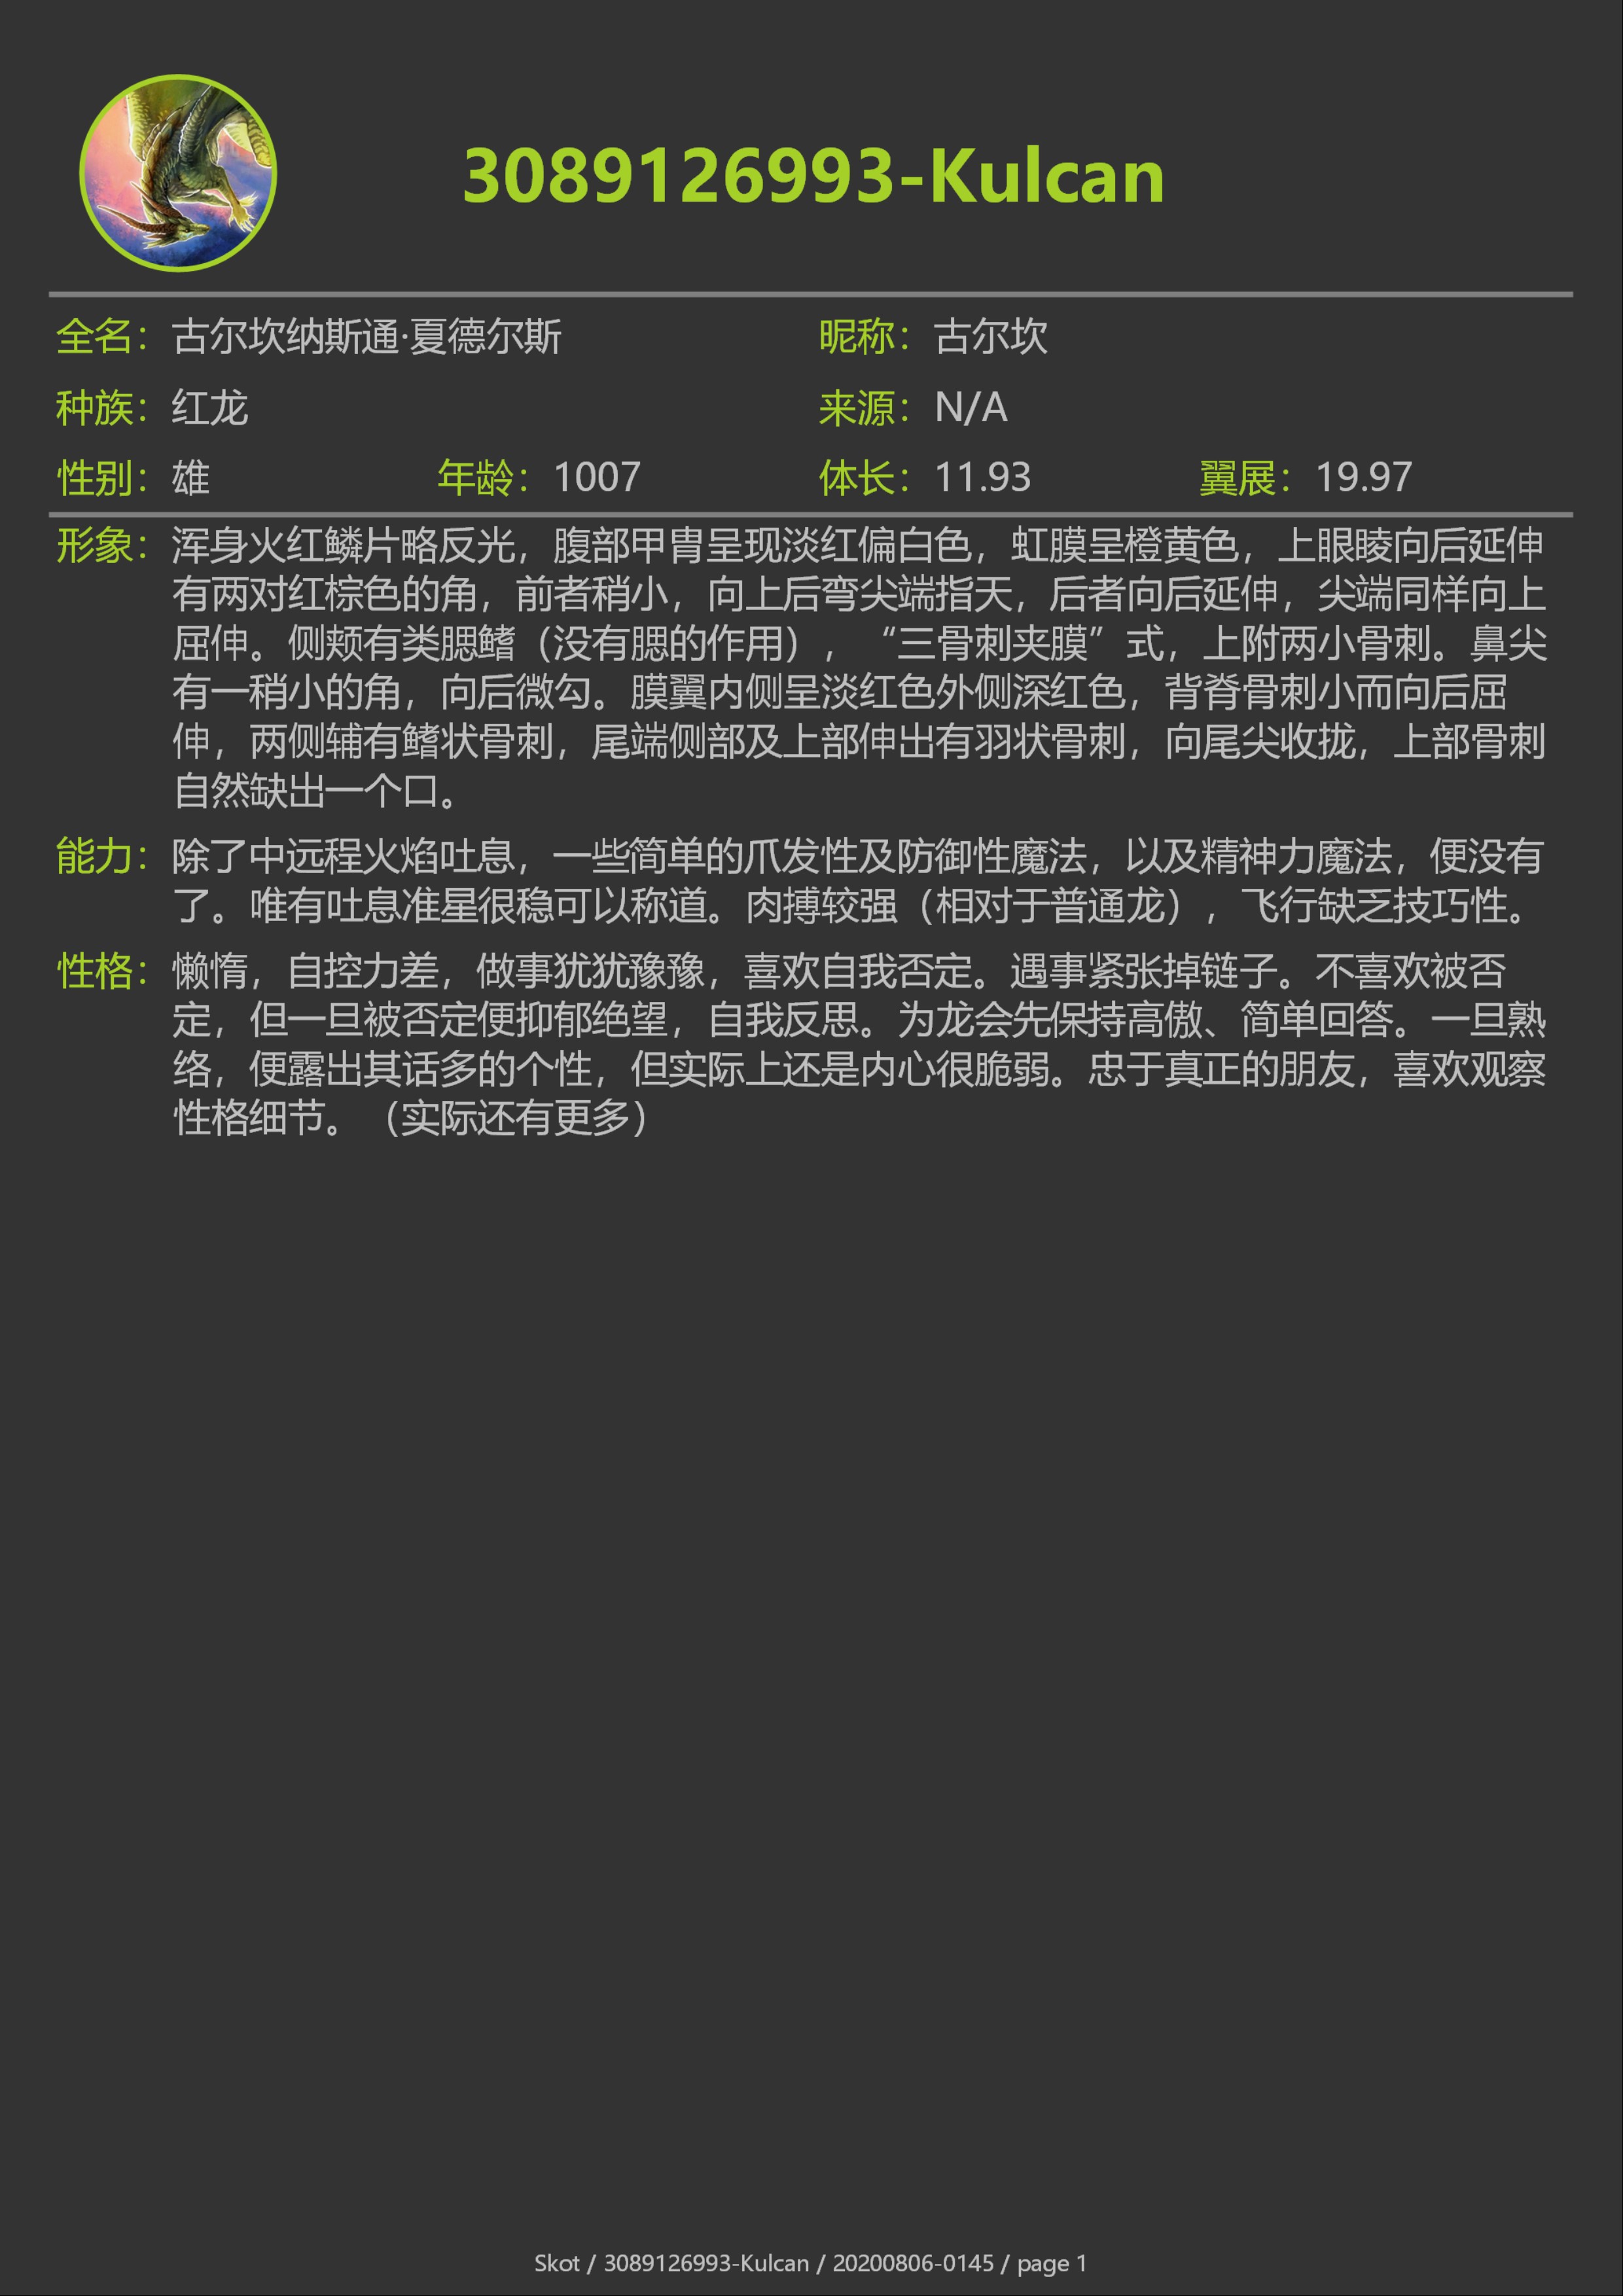 3089126993-Kulcan
全名：古尔坎纳斯通·夏德尔斯 昵称：古尔坎
种族：红龙 来源：N/A
性别：雄 年龄：1007 体长：11.93 翼展：19.97
形象：浑身火红鳞片略反光，腹部甲胄呈现淡红偏白色，虹膜呈橙黄色，上眼睖向后延伸
有两对红棕色的角，前者稍小，向上后弯尖端指天，后者向后延伸，尖端同样向上
屈伸。侧颊有类腮鳍（没有腮的作用），“三骨刺夹膜”式，上附两小骨刺。鼻尖
有一稍小的角，向后微勾。膜翼内侧呈淡红色外侧深红色，背脊骨刺小而向后屈
伸，两侧辅有鳍状骨刺，尾端侧部及上部伸出有羽状骨刺，向尾尖收拢，上部骨刺
自然缺出一个口。
能力：除了中远程火焰吐息，一些简单的爪发性及防御性魔法，以及精神力魔法，便没有
了。唯有吐息准星很稳可以称道。肉搏较强（相对于普通龙），飞行缺乏技巧性。
性格：懒惰，自控力差，做事犹犹豫豫，喜欢自我否定。遇事紧张掉链子。不喜欢被否
定，但一旦被否定便抑郁绝望，自我反思。为龙会先保持高傲、简单回答。一旦熟
络，便露出其话多的个性，但实际上还是内心很脆弱。忠于真正的朋友，喜欢观察
性格细节。（实际还有更多）
Skot / 3089126993-Kulcan / 20200806-0145 / page 1